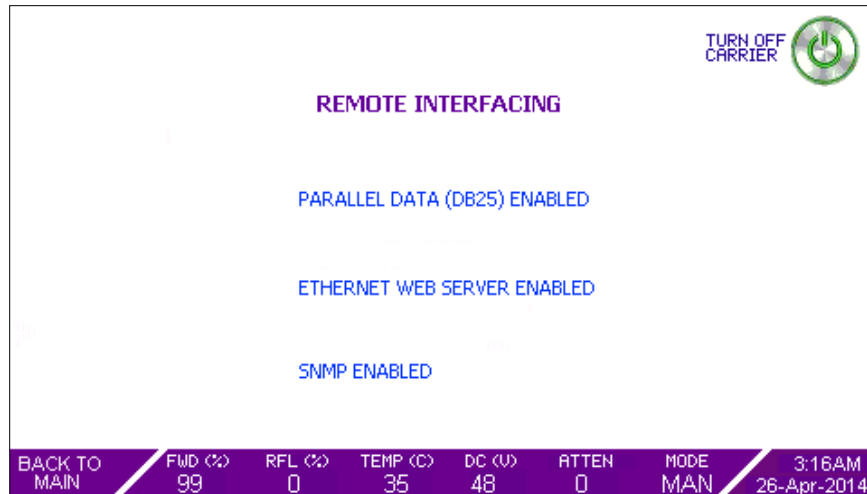 TURN OFF
CARRIER
REMOTE INTERFACING
PARALLEL DATA (DB25) ENABLED
ETHERNET WEB SERVER ENABLED
SNMP ENABLED
BACK TO
MAIN
FWD (%)
99
RFL (%)
0
TEMP (C)
35
DC (V)
48
ATTEN
0
MODE
MAN
3:16AM
26-Apr-2014